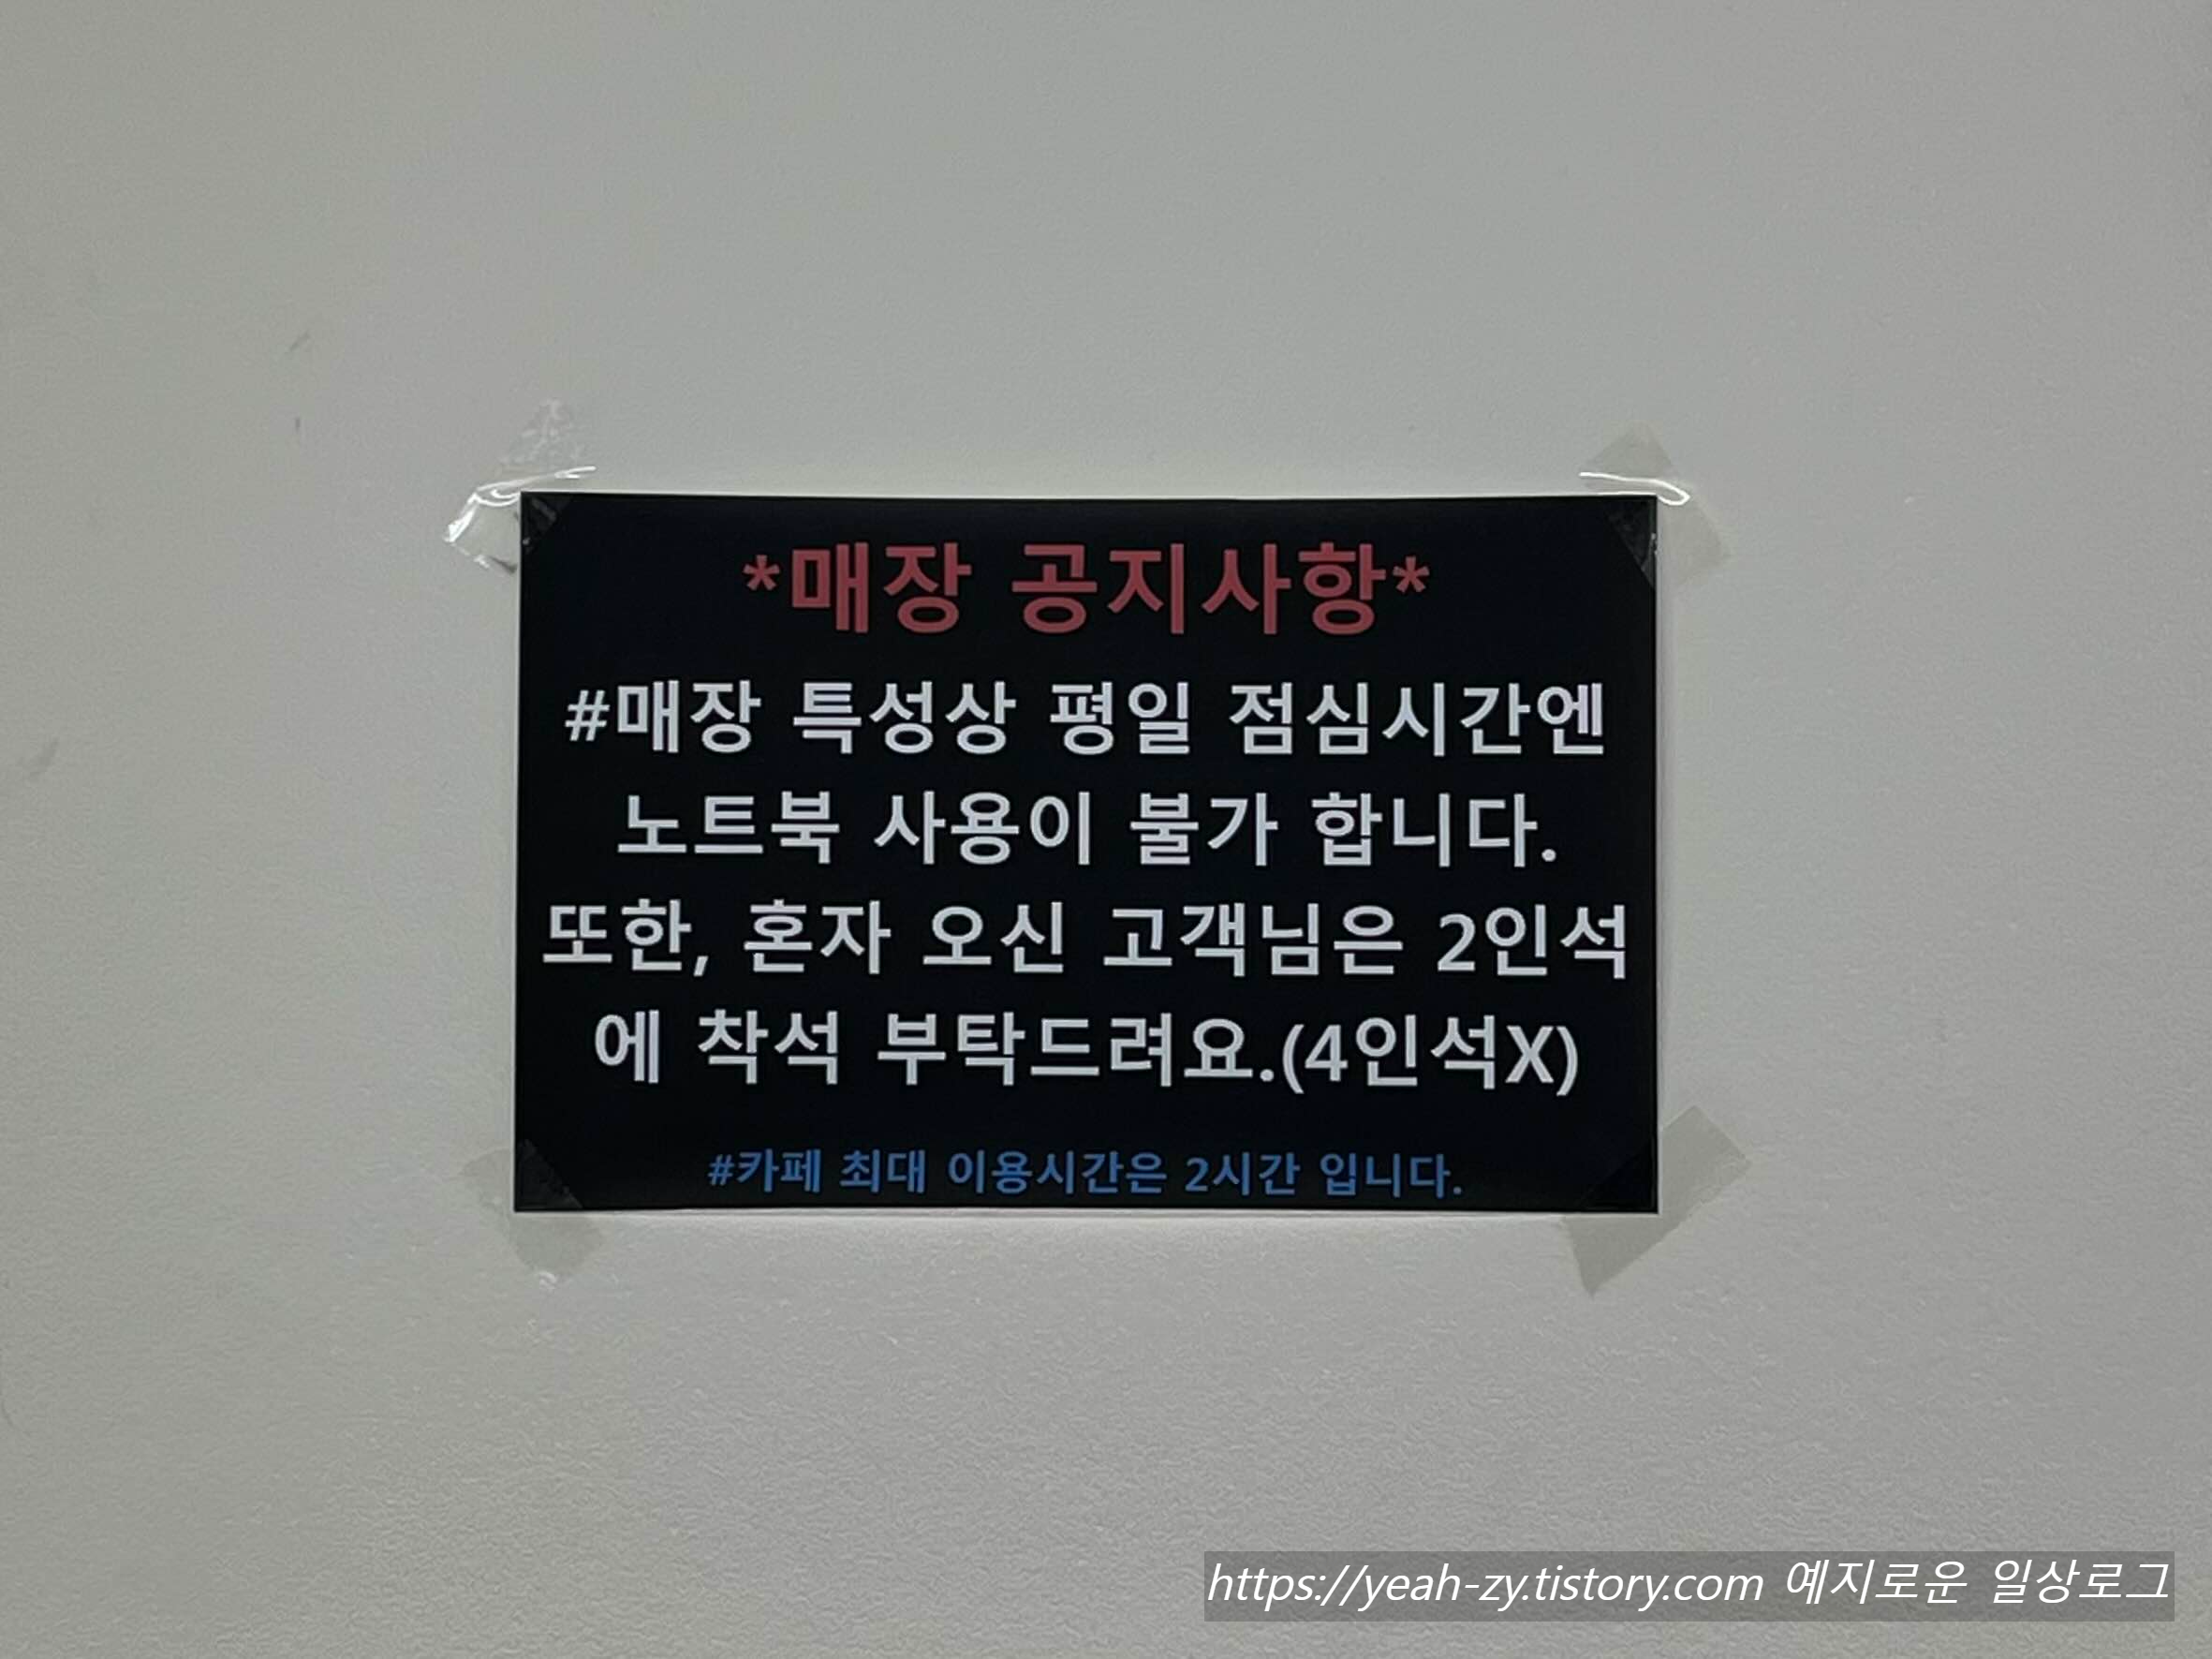 *매장 공지사항*
#매장 특성상 평일 점심시간엔
노트북 사용이 불가 합니다.
또한, 혼자 오신 고객님은 2인석
에 착석 부탁드려요.(4인석X)
#카페 최대 이용시간은 2시간 입니다.
https://yeah-zy.tistory.com 예지로운 일상로그